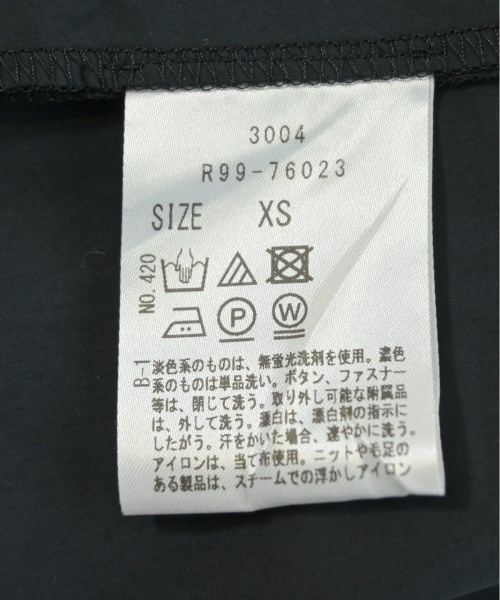 3004
R99-76023
SIZE XS
NO.420
P W
B-1
淡色系のものは、無蛍光洗剤を使用。濃色
系のものは単品洗い。ボタン、ファスナー
等は、閉じて洗う。取り外し可能な附属品
は、外して洗う。漂白は、漂白剤の指示に
したがう。汗をかいた場合、速やかに洗う。
アイロンは、当て布使用。ニットや毛足の
ある製品は、スチームでの浮かしアイロン